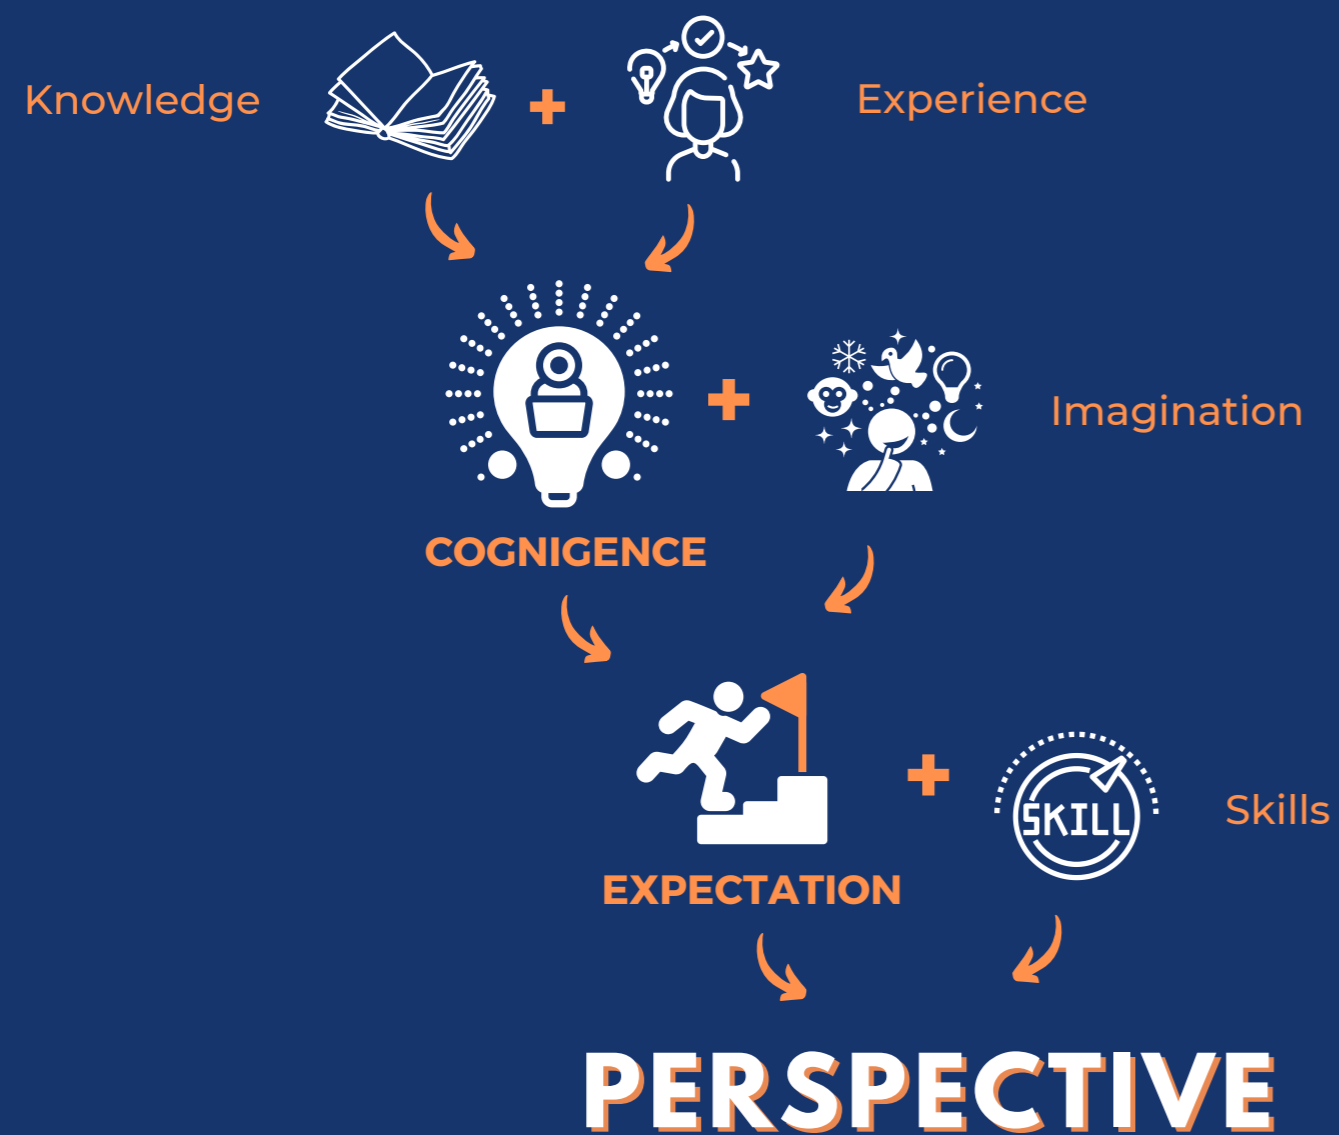 Knowledge
Experience
Imagination
COGNIGENCE
SKILL
Skills
EXPECTATION
PERSPECTIVE